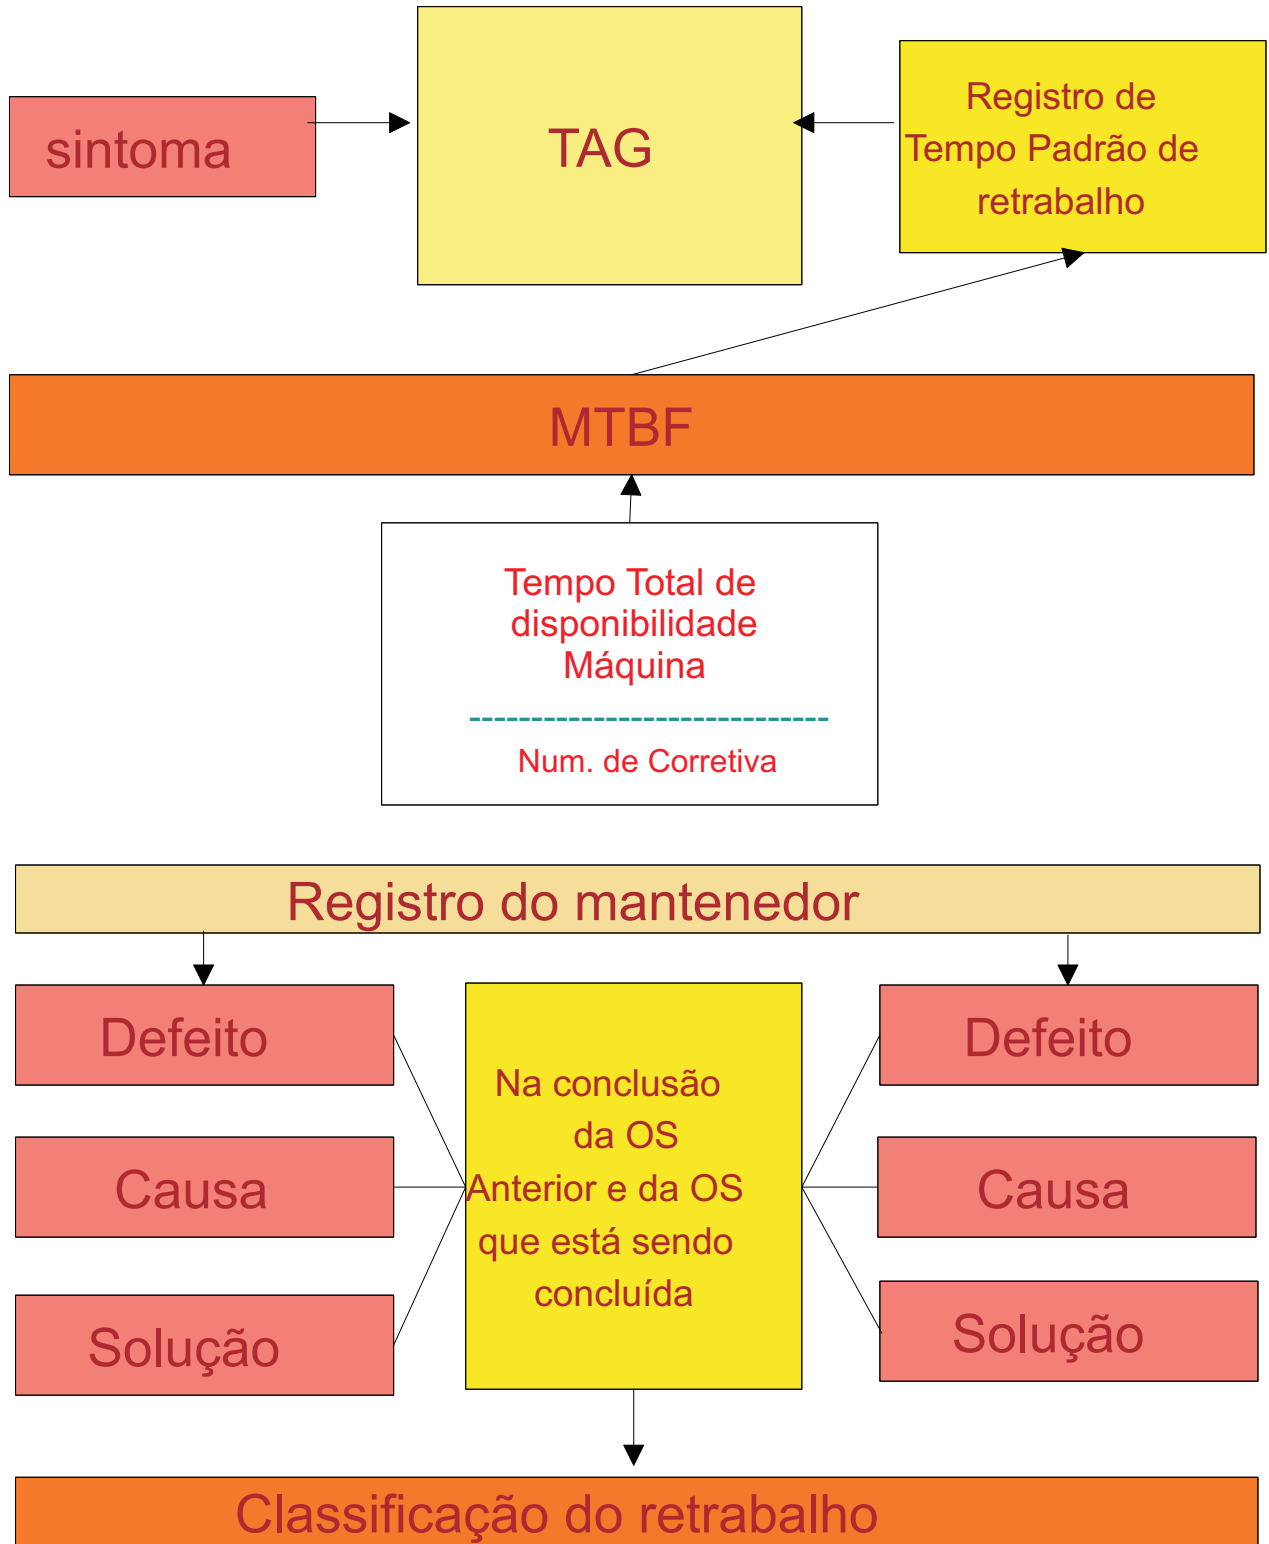 sintoma
TAG
Registro de
Tempo Padrão de
retrabalho
MTBF
Tempo Total de
disponibilidade
Máquina
-----------------------------
Num. de Corretiva
Registro do mantenedor
Defeito
Causa
Solução
Na conclusão
da OS
Anterior e da OS
que está sendo
concluída
Defeito
Causa
Solução
Classificação do retrabalho